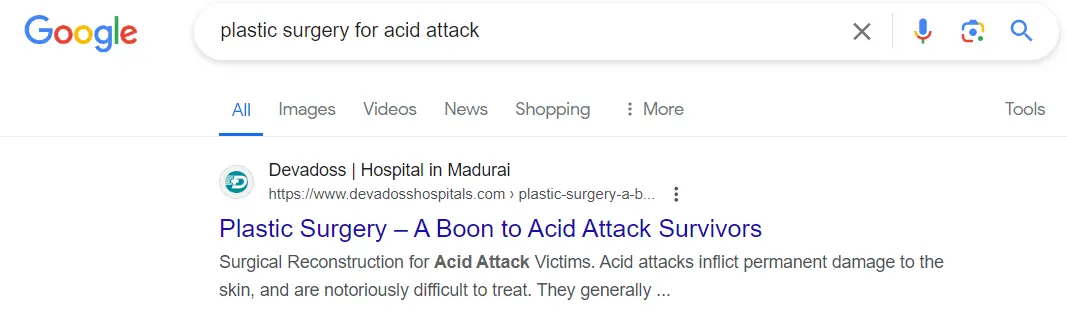 Google plastic surgery for acid attack
All Images Videos News Shopping More Tools
Devadoss | Hospital in Madurai
https://www.devadosshospitals.com › plastic-surgery-a-b...
Plastic Surgery – A Boon to Acid Attack Survivors
Surgical Reconstruction for Acid Attack Victims. Acid attacks inflict permanent damage to the
skin, and are notoriously difficult to treat. They generally ...